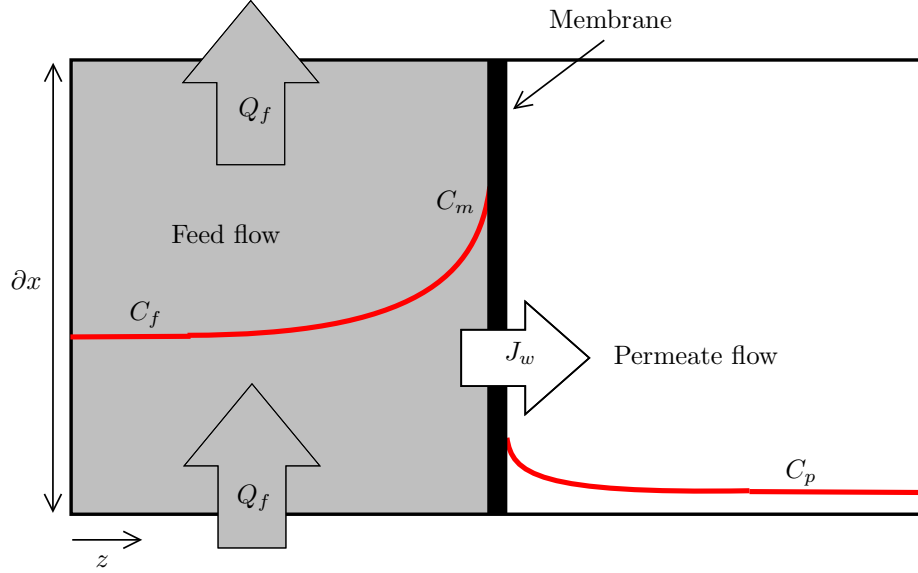 Membrane
Q_f
C_m
Feed flow
∂x
C_f
J_w
Permeate flow
C_p
Q_f
z